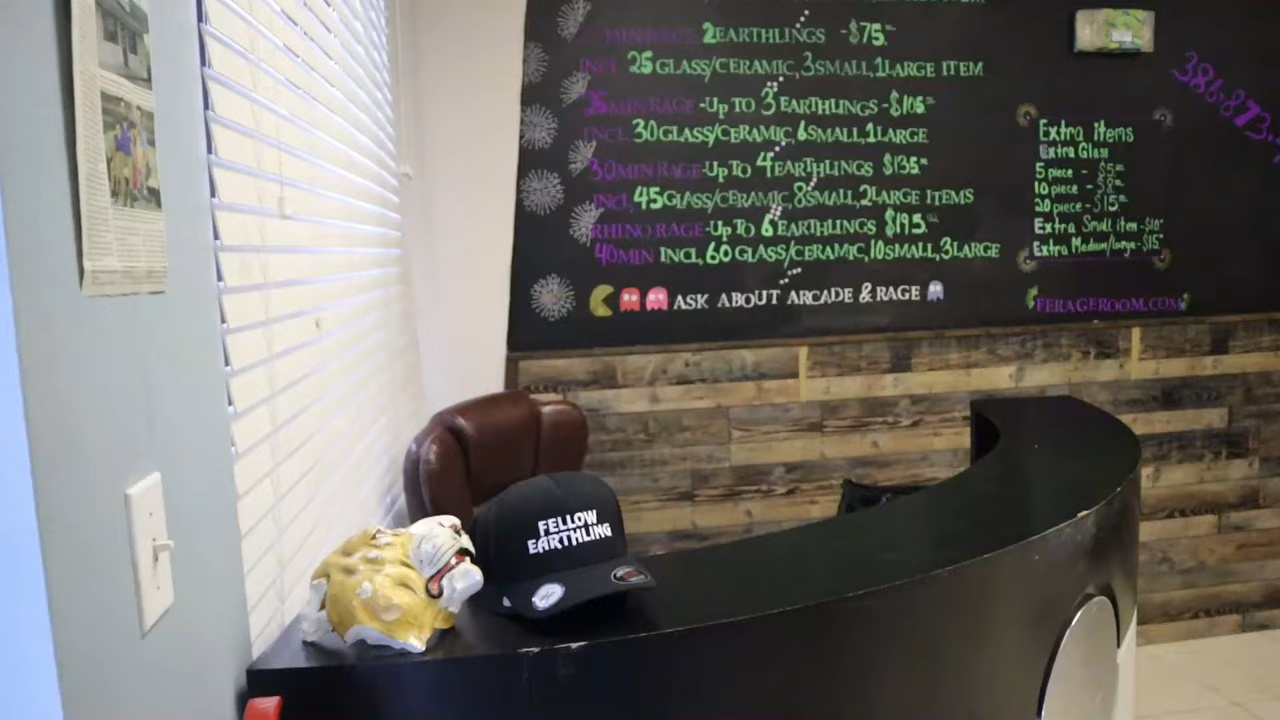 MIN RAGE 2 EARTHLINGS - $75.
INCL. 25 GLASS/CERAMIC, 3 SMALL, 1 LARGE ITEM
25 MIN RAGE - UP TO 3 EARTHLINGS - $105.
INCL. 30 GLASS/CERAMIC, 6 SMALL, 1 LARGE
30 MIN RAGE - UP TO 4 EARTHLINGS $135.
INCL. 45 GLASS/CERAMIC, 8 SMALL, 2 LARGE ITEMS
RHINO RAGE - UP TO 6 EARTHLINGS $195.
40 MIN INCL, 60 GLASS/CERAMIC, 10 SMALL, 3 LARGE
ASK ABOUT ARCADE & RAGE
386.873.
Extra Items
Extra Glass
5 piece - $5.
10 piece - $8.
20 piece - $15.
Extra Small item - $10
Extra Medium/large - $15.
FERAGEROOM.COM
FELLOW
EARTHLING